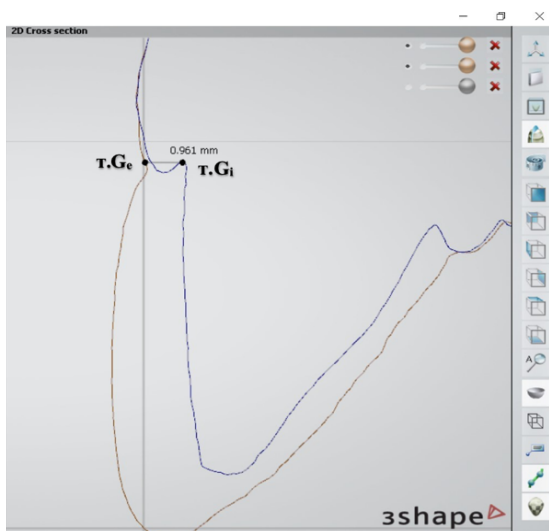 2D Cross section
0.961 mm
т.Gₑ
т.Gᵢ
3shape